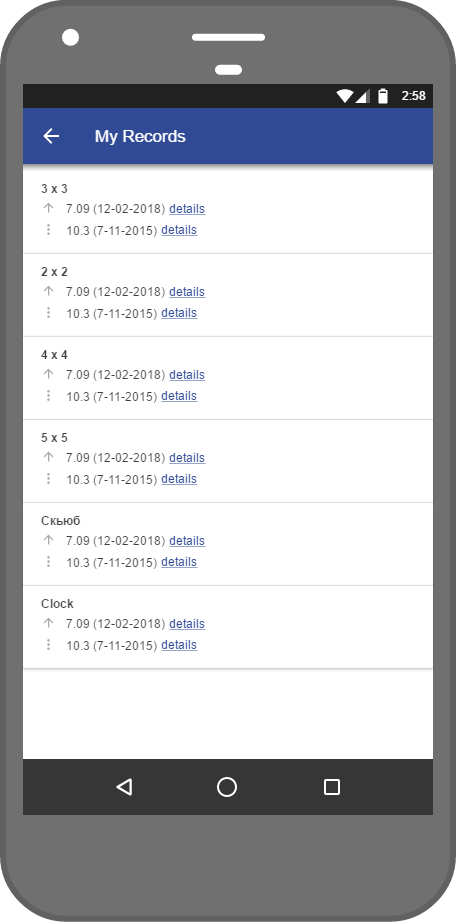 2:58
My Records
3 x 3
7.09 (12-02-2018) details
10.3 (7-11-2015) details
2 x 2
7.09 (12-02-2018) details
10.3 (7-11-2015) details
4 x 4
7.09 (12-02-2018) details
10.3 (7-11-2015) details
5 x 5
7.09 (12-02-2018) details
10.3 (7-11-2015) details
Скьюб
7.09 (12-02-2018) details
10.3 (7-11-2015) details
Clock
7.09 (12-02-2018) details
10.3 (7-11-2015) details